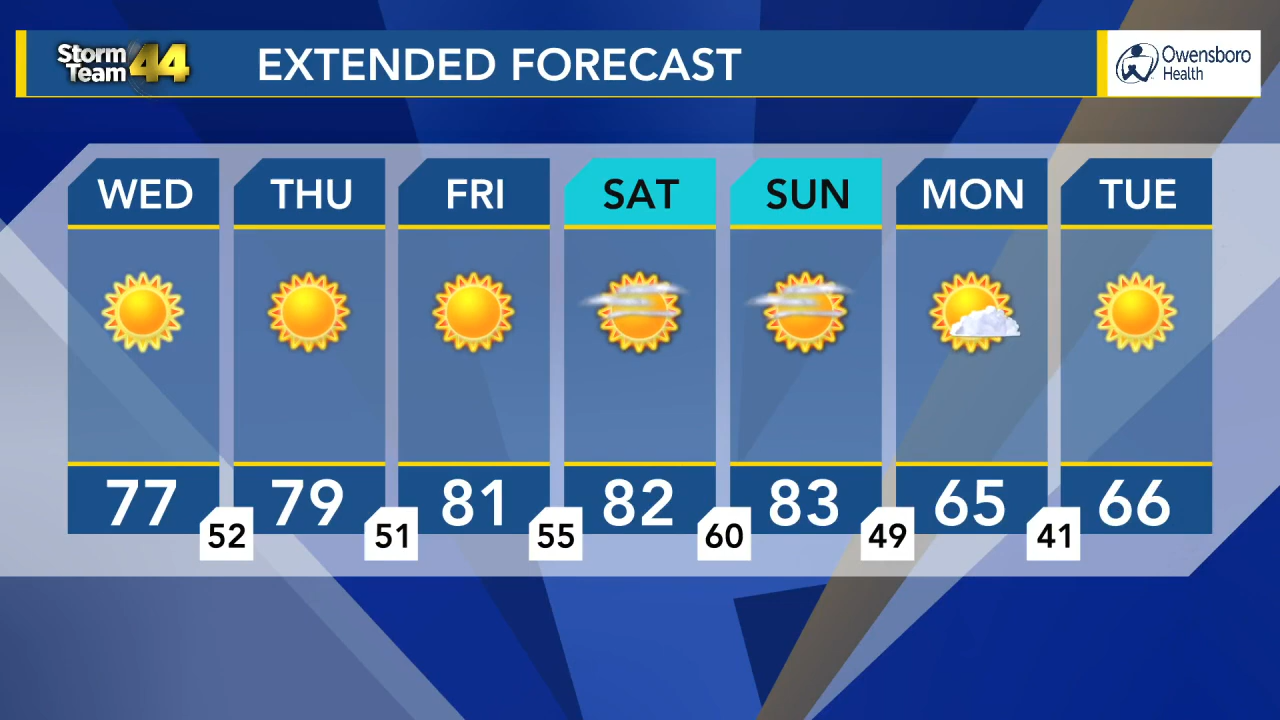 Storm
Team 44
EXTENDED FORECAST
Owensboro
Health
WED THU FRI SAT SUN MON TUE
77 79 81 82 83 65 66
52 51 55 60 49 41